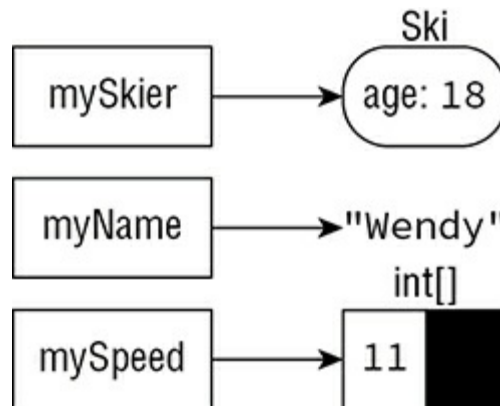 Ski
mySkier age: 18
myName "Wendy"
int[]
mySpeed 11